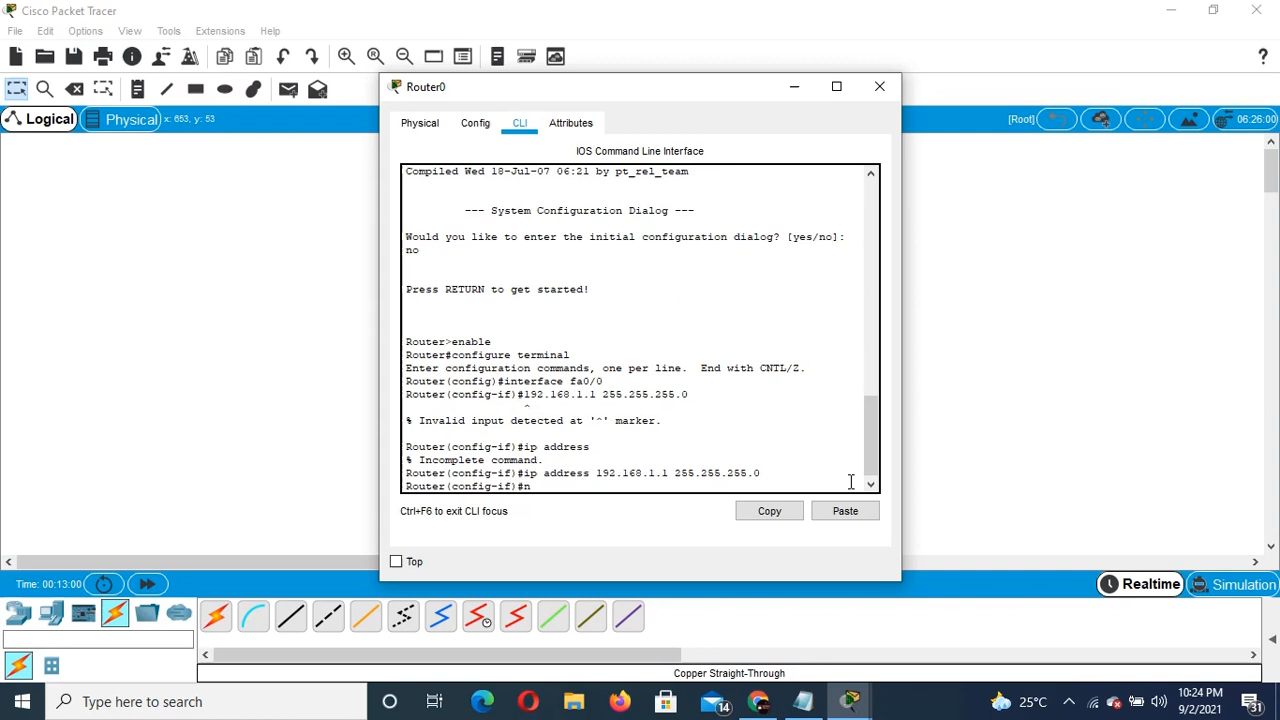 Cisco Packet Tracer
File Edit Options View Tools Extensions Help
?
Logical Physical x: 653, y: 53 [Root] 06:26:00
Router0
Physical Config CLI Attributes
IOS Command Line Interface
Compiled Wed 18-Jul-07 06:21 by pt_rel_team
--- System Configuration Dialog ---
Would you like to enter the initial configuration dialog? [yes/no]:
no
Press RETURN to get started!
Router>enable
Router#configure terminal
Enter configuration commands, one per line.  End with CNTL/Z.
Router(config)#interface fa0/0
Router(config-if)#192.168.1.1 255.255.255.0
^
% Invalid input detected at '^' marker.
Router(config-if)#ip address
% Incomplete command.
Router(config-if)#ip address 192.168.1.1 255.255.255.0
Router(config-if)#n
Ctrl+F6 to exit CLI focus Copy Paste
Top
Time: 00:13:00 Realtime Simulation
Copper Straight-Through
Type here to search 14 25°C 10:24 PM
9/2/2021 31